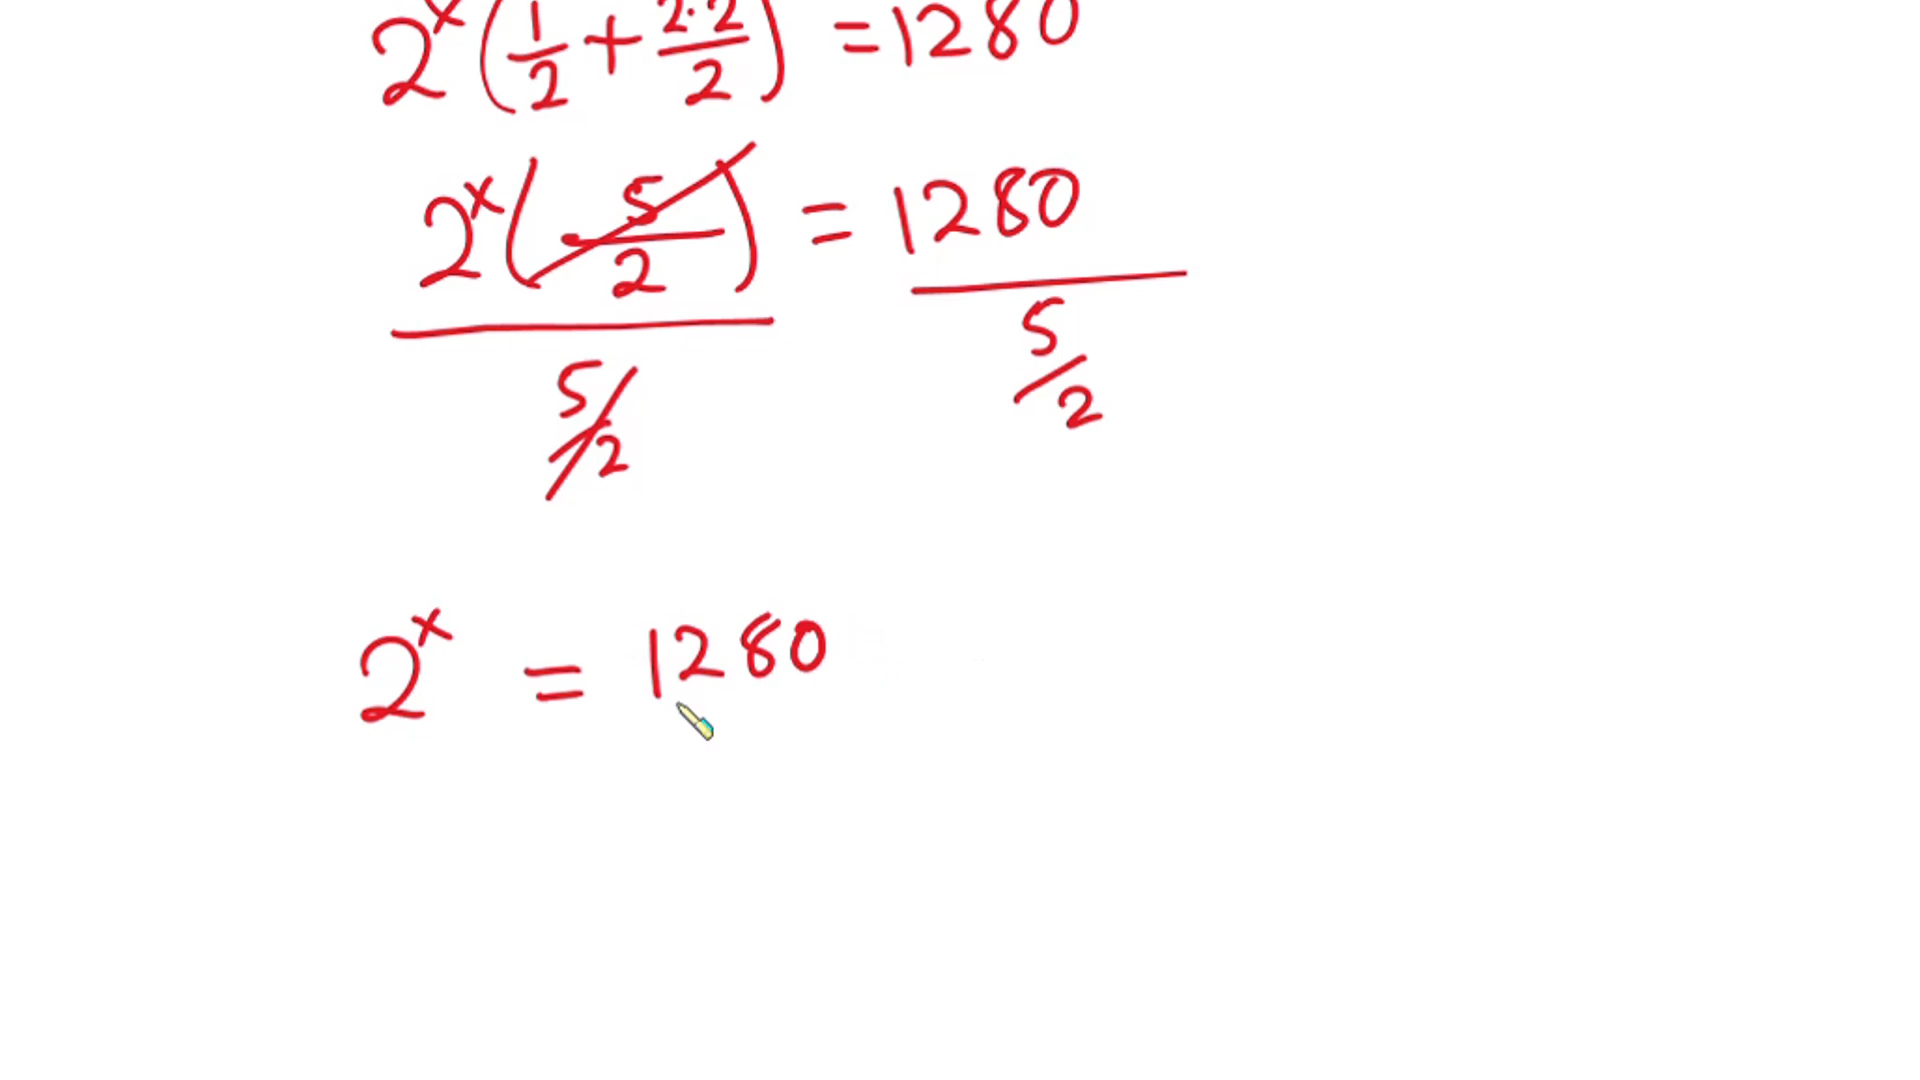 2^x (1/2 + 2·2/2) = 1280
2^x (5/2) / 5/2 = 1280 / 5/2
2^x = 1280